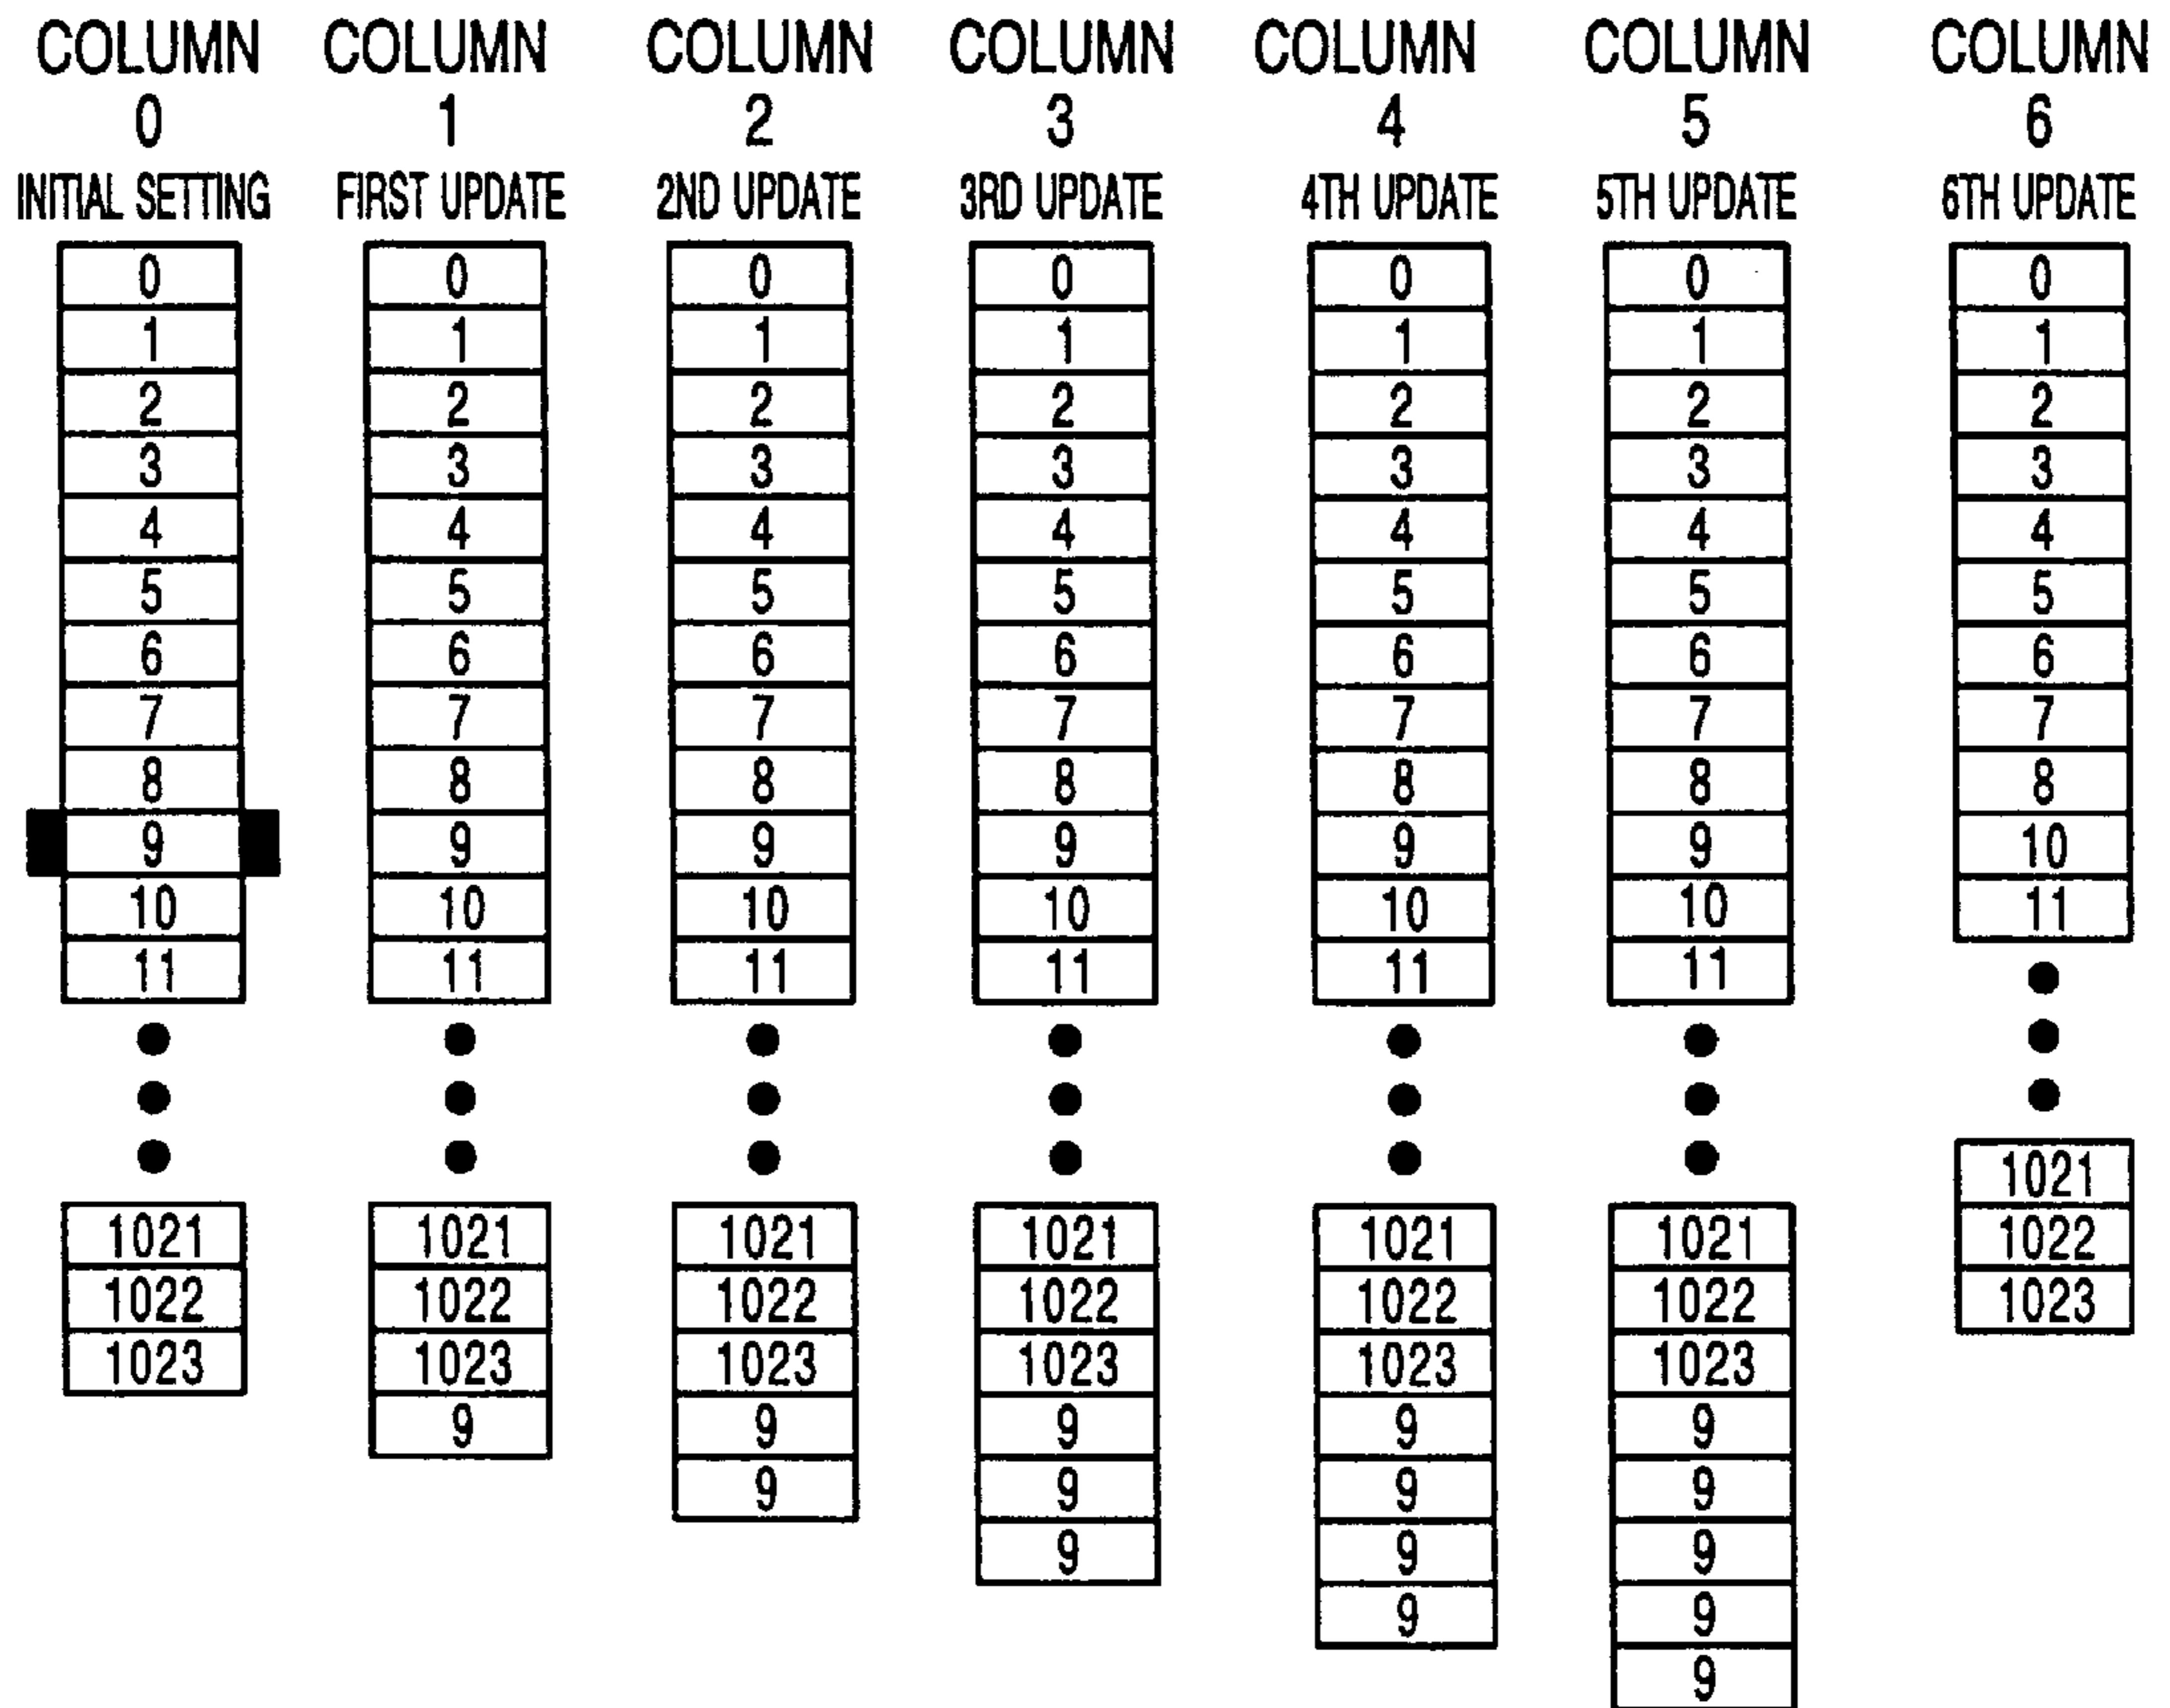 COLUMN COLUMN COLUMN COLUMN COLUMN COLUMN COLUMN
0 1 2 3 4 5 6
INITIAL SETTING FIRST UPDATE 2ND UPDATE 3RD UPDATE 4TH UPDATE 5TH UPDATE 6TH UPDATE
0 0 0 0 0 0 0
1 1 1 1 1 1 1
2 2 2 2 2 2 2
3 3 3 3 3 3 3
4 4 4 4 4 4 4
5 5 5 5 5 5 5
6 6 6 6 6 6 6
7 7 7 7 7 7 7
8 8 8 8 8 8 8
9 9 9 9 9 9 10
10 10 10 10 10 10 11
11 11 11 11 11 11
1021 1021 1021 1021 1021 1021 1021
1022 1022 1022 1022 1022 1022 1022
1023 1023 1023 1023 1023 1023 1023
9 9 9 9 9
9 9 9 9
9 9 9
9 9
9